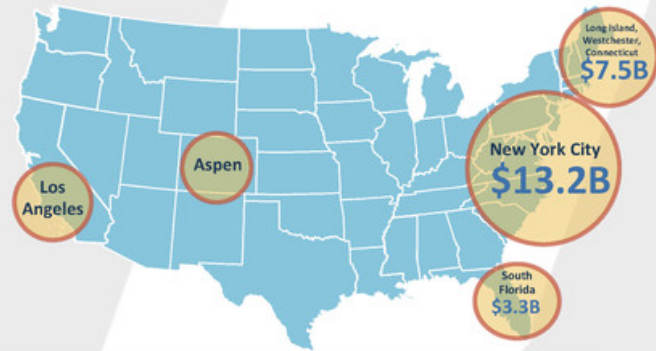 Long Island,
Westchester,
Connecticut
$7.5B
New York City
$13.2B
Aspen
Los
Angeles
South
Florida
$3.3B